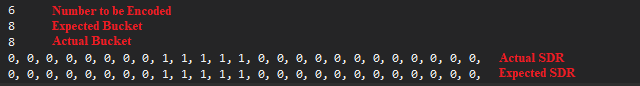 6 Number to be Encoded
8 Expected Bucket
8 Actual Bucket
0, 0, 0, 0, 0, 0, 0, 0, 1, 1, 1, 1, 1, 0, 0, 0, 0, 0, 0, 0, 0, 0, 0, 0, 0, Actual SDR
0, 0, 0, 0, 0, 0, 0, 0, 1, 1, 1, 1, 1, 0, 0, 0, 0, 0, 0, 0, 0, 0, 0, 0, 0, Expected SDR